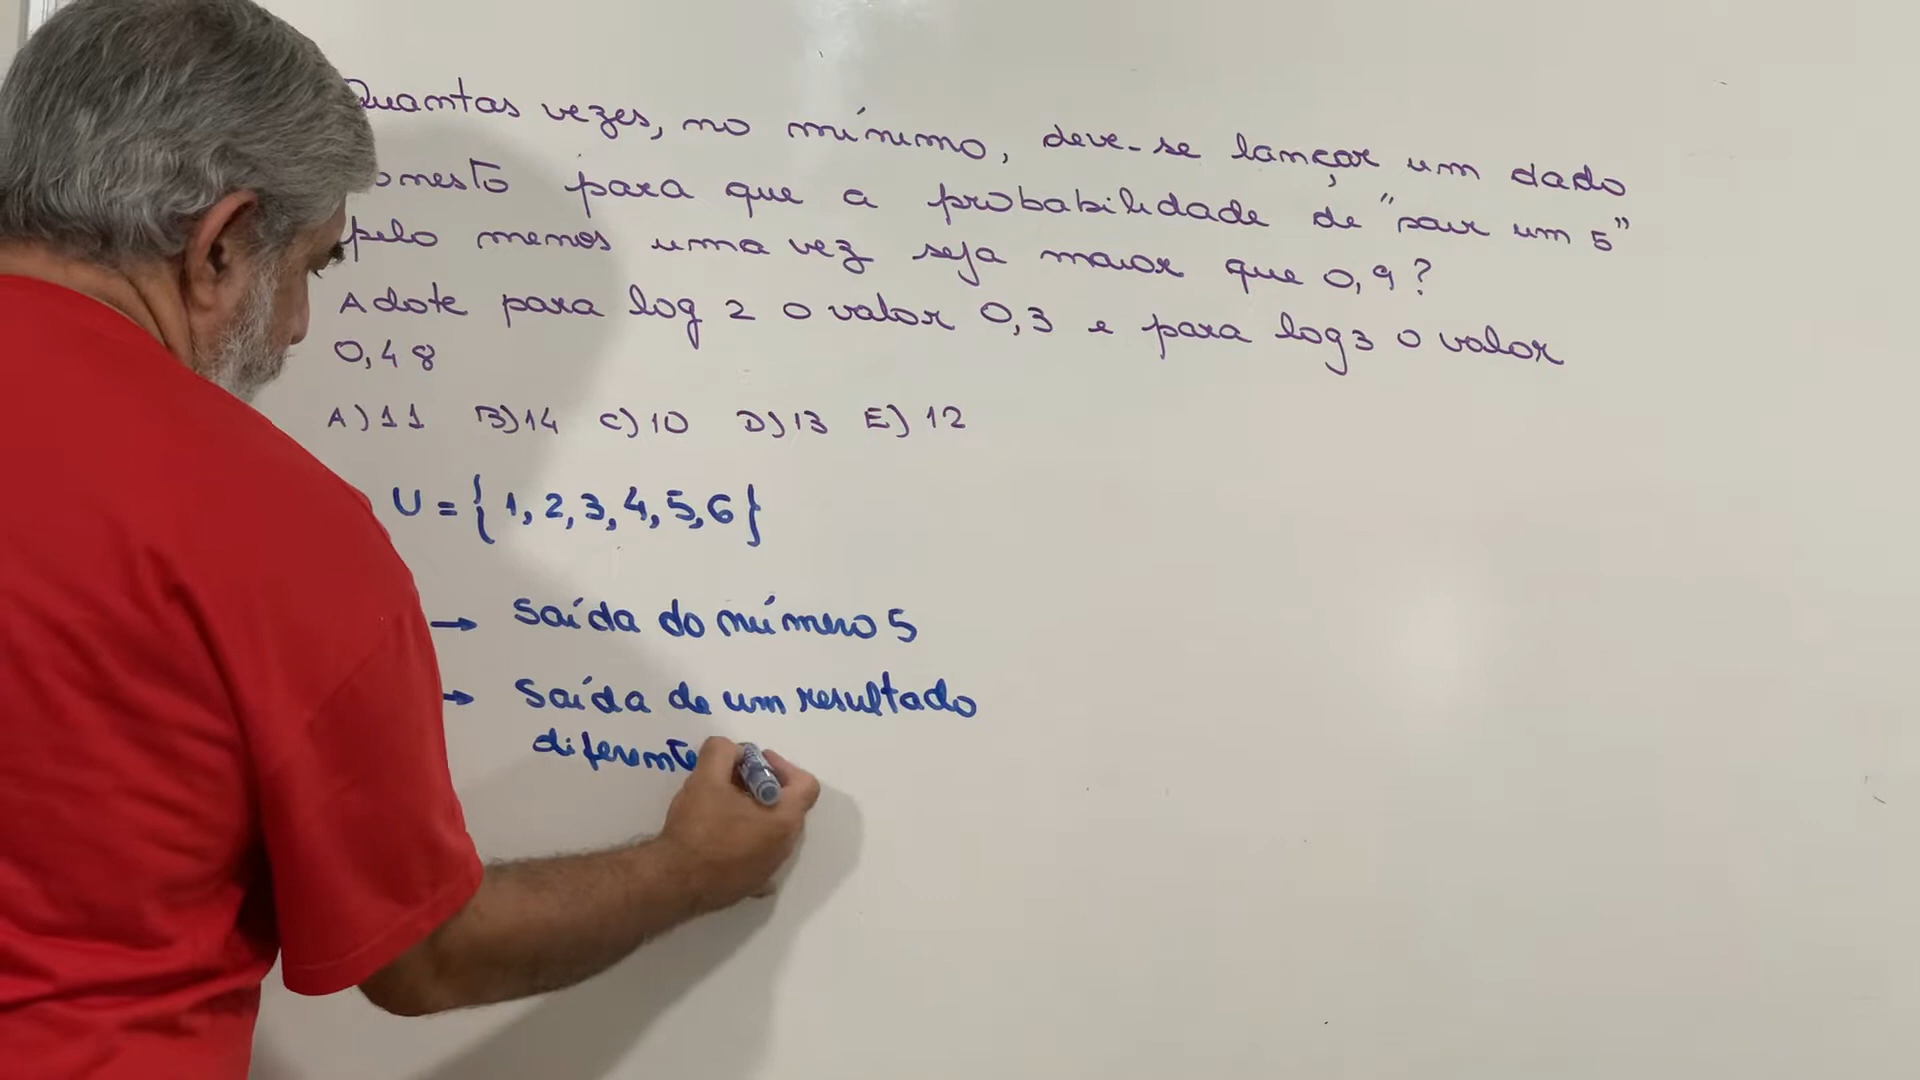 Quantas vezes, no mínimo, deve-se lançar um dado
onesto para que a probabilidade de "sair um 5"
pelo menos uma vez seja maior que 0,9?
Adote para log 2 o valor 0,3 e para log 3 o valor
0,48
A) 11 B) 14 C) 10 D) 13 E) 12
U = { 1, 2, 3, 4, 5, 6 }
→ Saída do número 5
→ Saída de um resultado
diferente